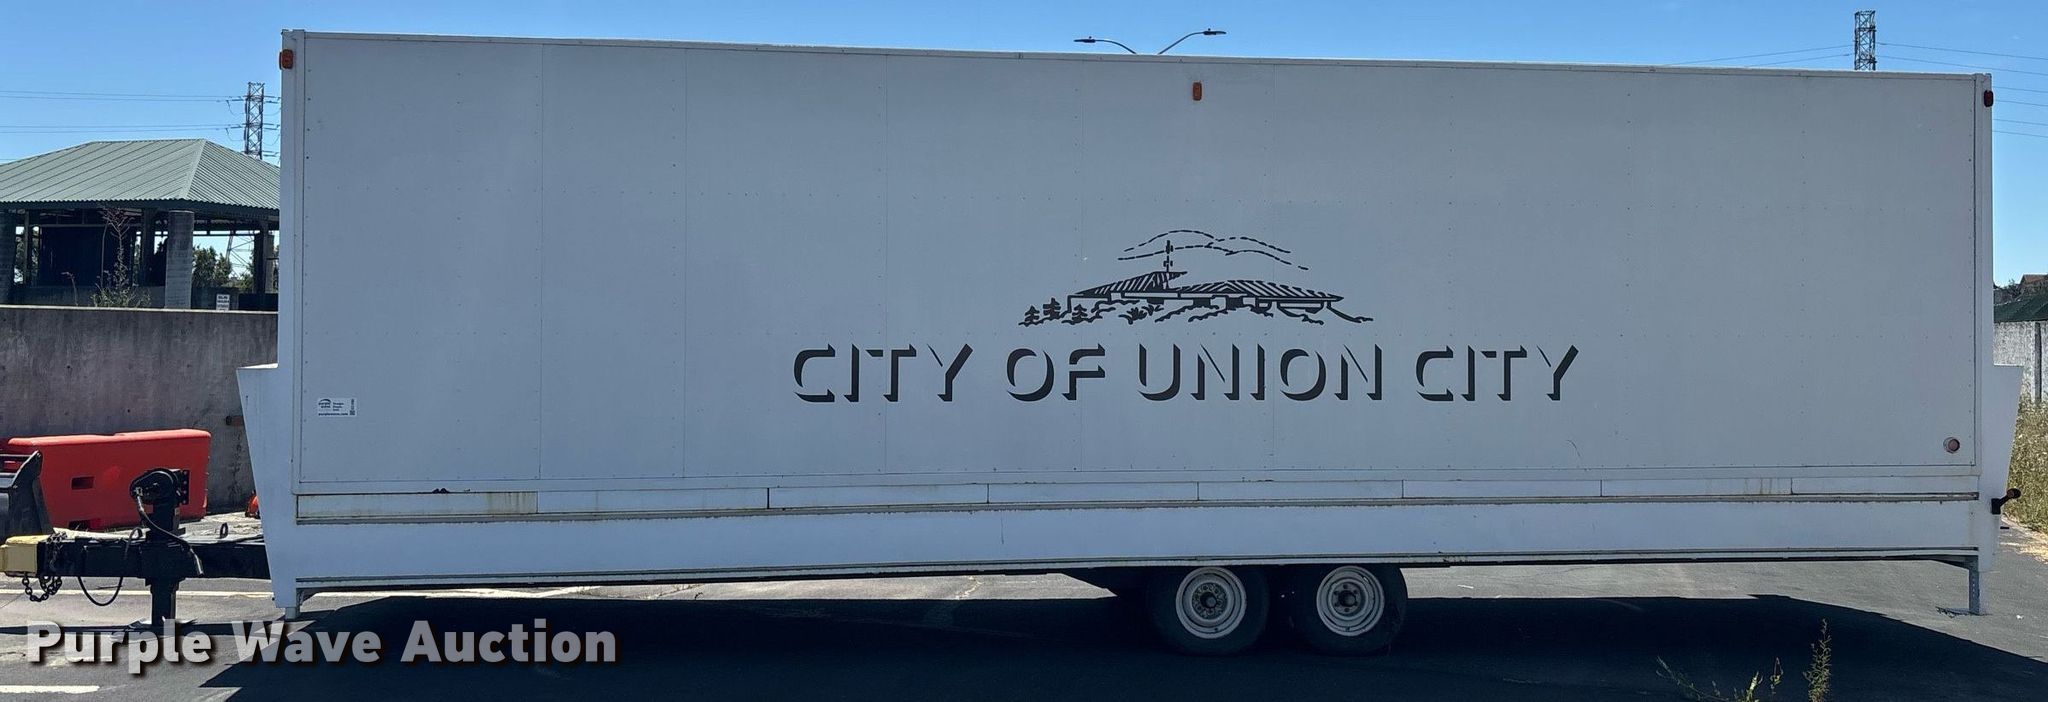 CITY OF UNION CITY
Purple Wave Auction